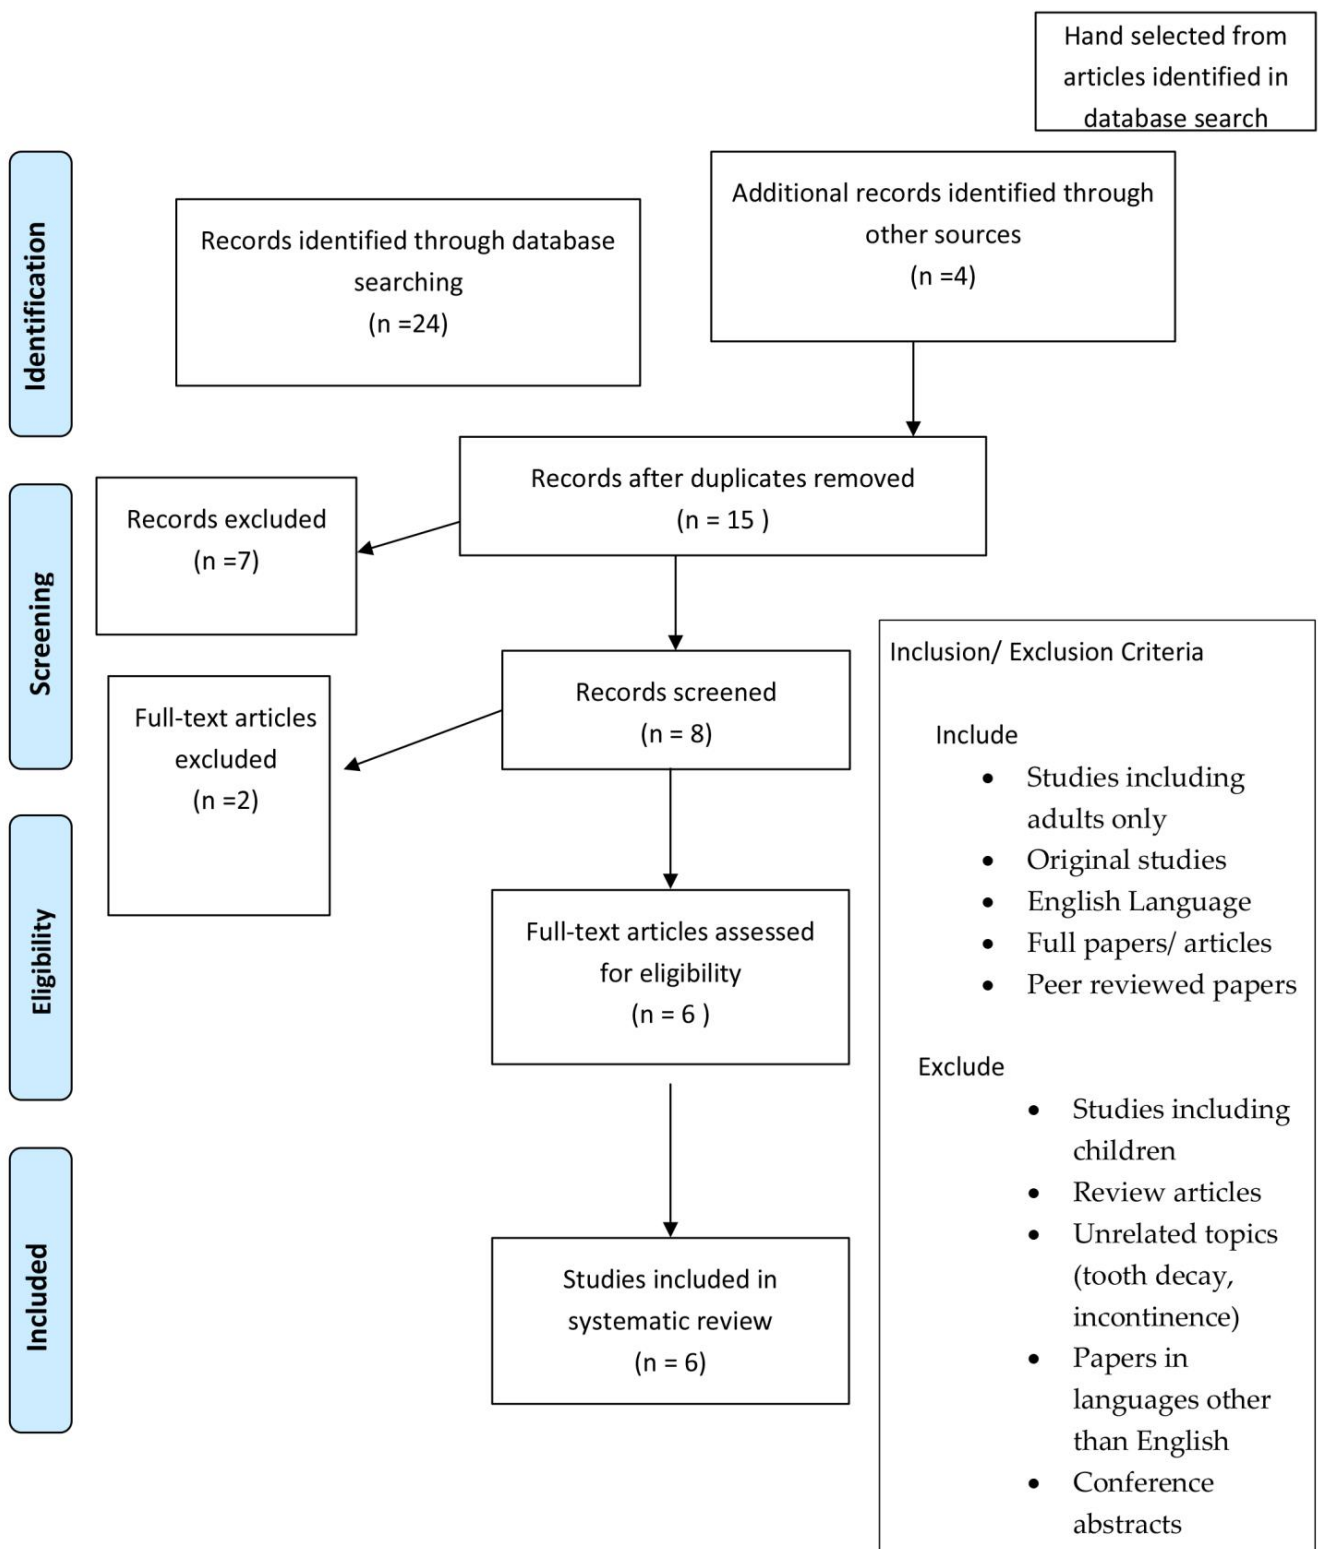 Hand selected from
articles identified in
database search
Identification
Records identified through database
searching
(n =24)
Additional records identified through
other sources
(n =4)
Records after duplicates removed
(n = 15 )
Screening
Records excluded
(n =7)
Records screened
(n = 8)
Full-text articles
excluded
(n =2)
Eligibility
Full-text articles assessed
for eligibility
(n = 6 )
Included
Studies included in
systematic review
(n = 6)
Inclusion/ Exclusion Criteria
Include
• Studies including
adults only
• Original studies
• English Language
• Full papers/ articles
• Peer reviewed papers
Exclude
• Studies including
children
• Review articles
• Unrelated topics
(tooth decay,
incontinence)
• Papers in
languages other
than English
• Conference
abstracts